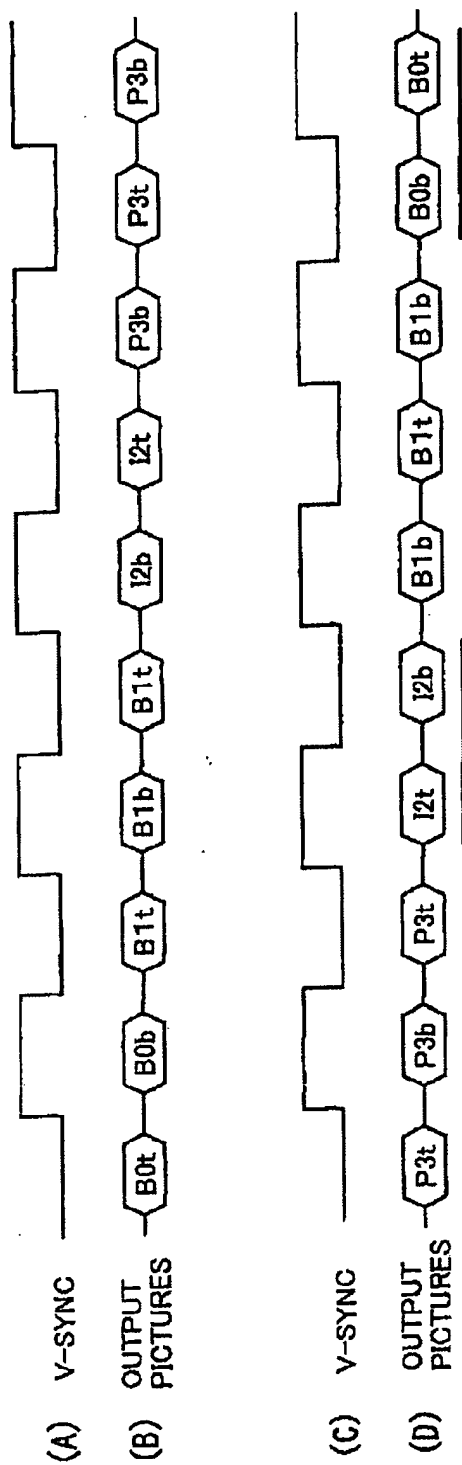 (A) V-SYNC
(B) OUTPUT PICTURES B0t B0b B1t B1b B1t I2b I2t P3b P3t P3b
(C) V-SYNC
(D) OUTPUT PICTURES P3t P3b P3t I2t I2b B1b B1t B1b B0b B0t